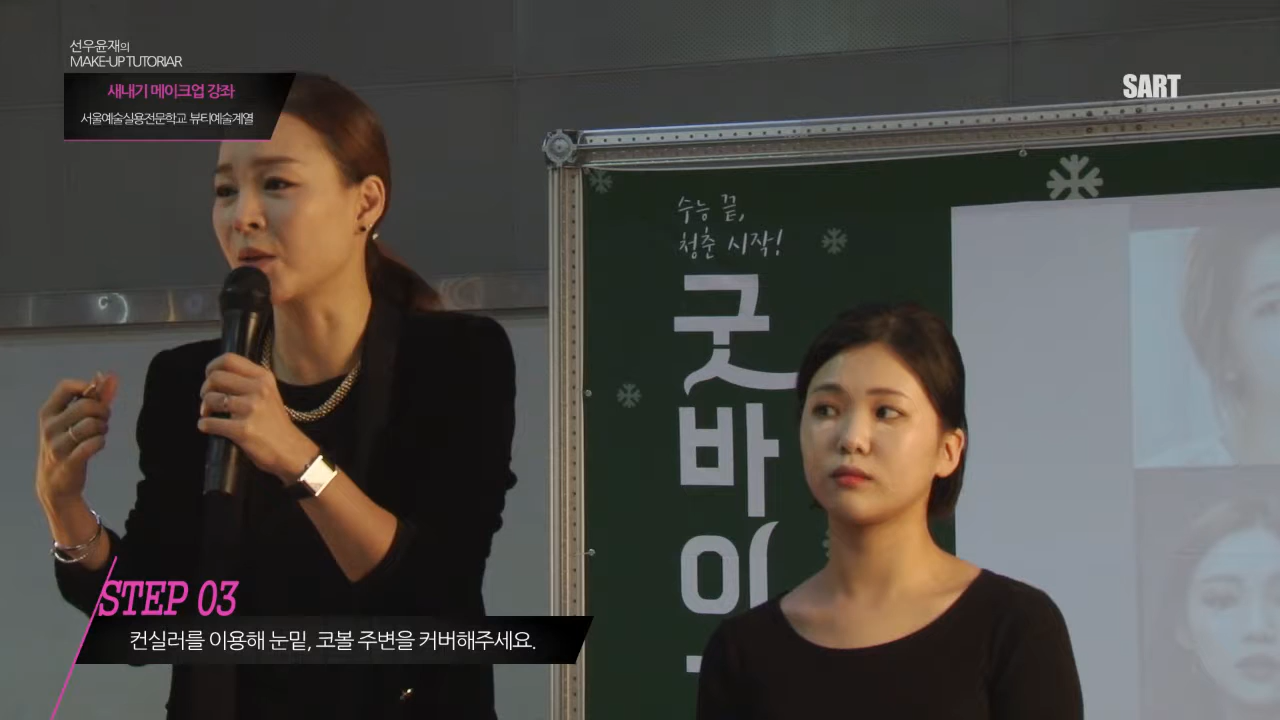 선우윤재의
MAKE-UP TUTORIAR
새내기 메이크업 강좌
서울예술실용전문학교 뷰티예술계열
SART
수능 끝,
청춘 시작!
굿
바
이
STEP 03
컨실러를 이용해 눈밑, 코볼 주변을 커버해주세요.